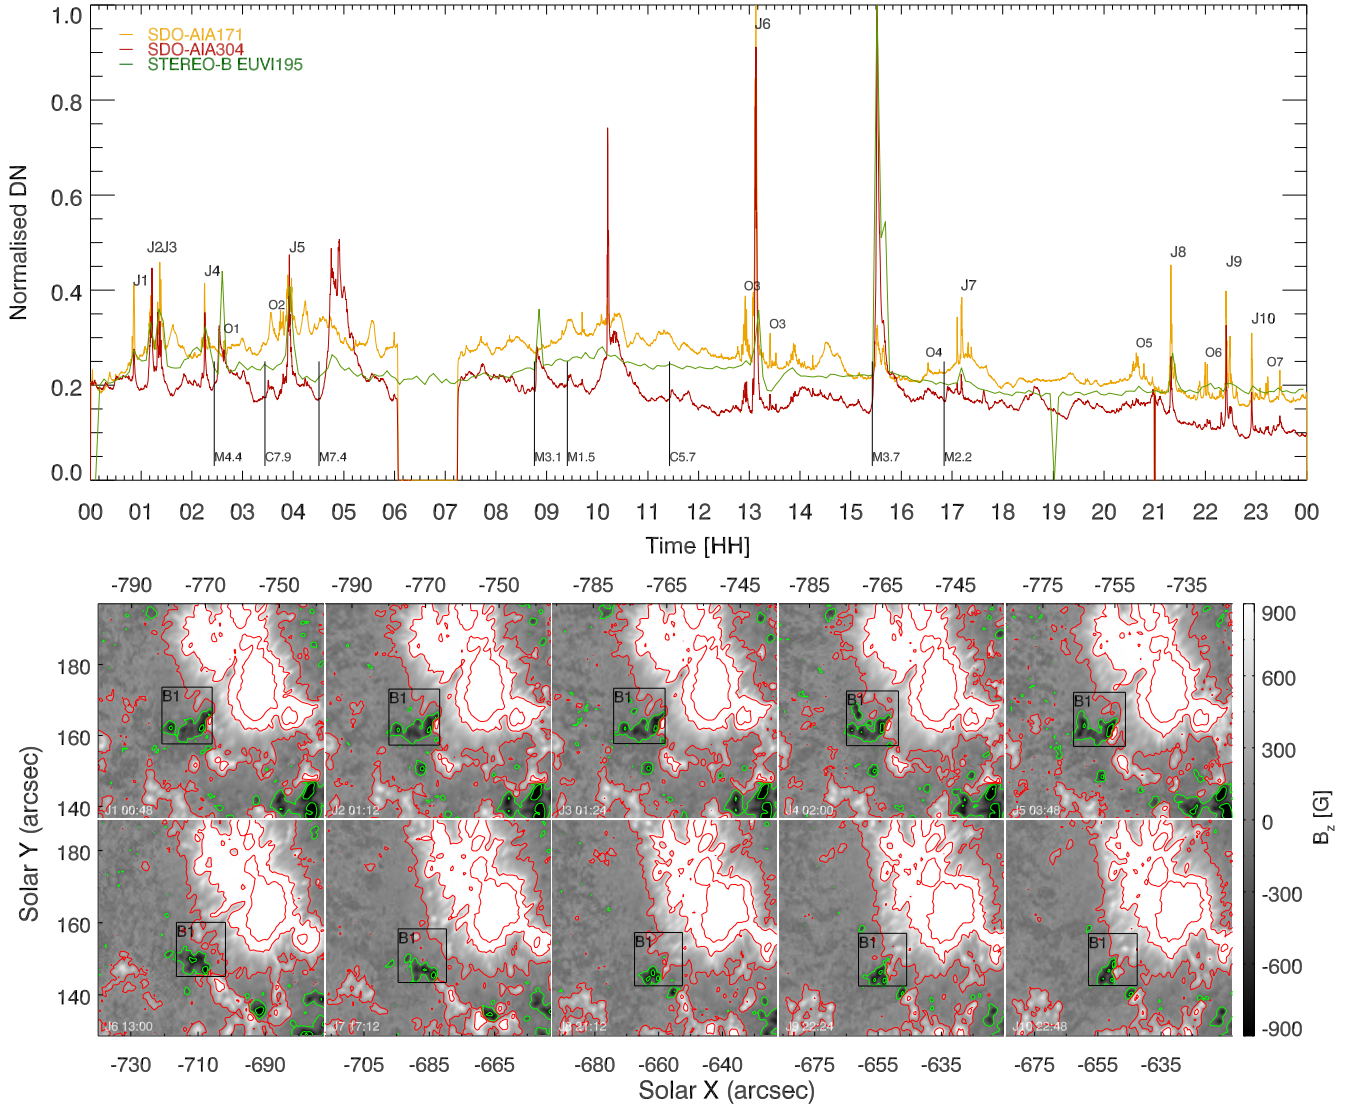 1.0
0.8
0.6
0.4
0.2
0.0
Normalised DN
SDO-AIA171
SDO-AIA304
STEREO-B EUVI195
J1
J2J3
J4
O1
O2
J5
O3
J6
O3
J7
O4
O5
J8
O6
J9
J10
O7
M4.4
C7.9
M7.4
M3.1
M1.5
C5.7
M3.7
M2.2
00 01 02 03 04 05 06 07 08 09 10 11 12 13 14 15 16 17 18 19 20 21 22 23 00
Time [HH]
-790 -770 -750 -790 -770 -750 -785 -765 -745 -785 -765 -745 -775 -755 -735
180
160
140
B1 B1 B1 B1 B1
J1 00:48 J2 01:12 J3 01:24 J4 02:00 J5 03:48
180
160
140
B1 B1 B1 B1 B1
J6 13:00 J7 17:12 J8 21:12 J9 22:24 J10 22:48
-730 -710 -690 -705 -685 -665 -680 -660 -640 -675 -655 -635 -675 -655 -635
Solar X (arcsec)
Solar Y (arcsec)
900
600
300
0
-300
-600
-900
Bz [G]